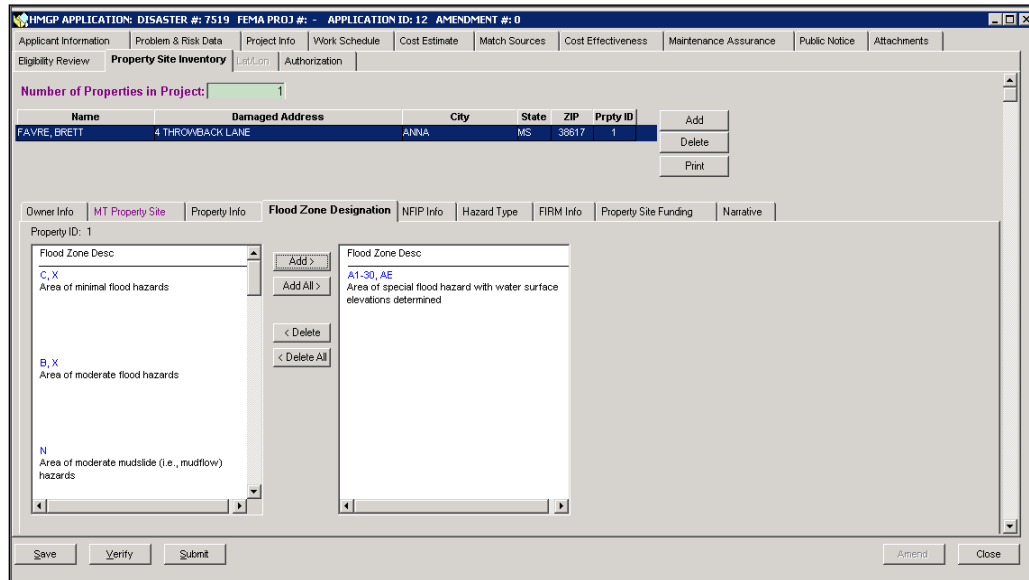 HMGP APPLICATION: DISASTER #: 7519 FEMA PROJ #: - APPLICATION ID: 12 AMENDMENT #: 0
Applicant Information Problem & Risk Data Project Info Work Schedule Cost Estimate Match Sources Cost Effectiveness Maintenance Assurance Public Notice Attachments
Eligibility Review Property Site Inventory Lat/Lon Authorization
Number of Properties in Project: 1
Name Damaged Address City State ZIP Prpty ID
FAVRE, BRETT 4 THROWBACK LANE ANNA MS 38617 1
Add
Delete
Print
Owner Info MT Property Site Property Info Flood Zone Designation NFIP Info Hazard Type FIRM Info Property Site Funding Narrative
Property ID: 1
Flood Zone Desc
C, X
Area of minimal flood hazards
B, X
Area of moderate flood hazards
N
Area of moderate mudslide (i.e., mudflow)
hazards
Add >
Add All >
< Delete
< Delete All
Flood Zone Desc
A1-30, AE
Area of special flood hazard with water surface
elevations determined
Save Verify Submit Amend Close